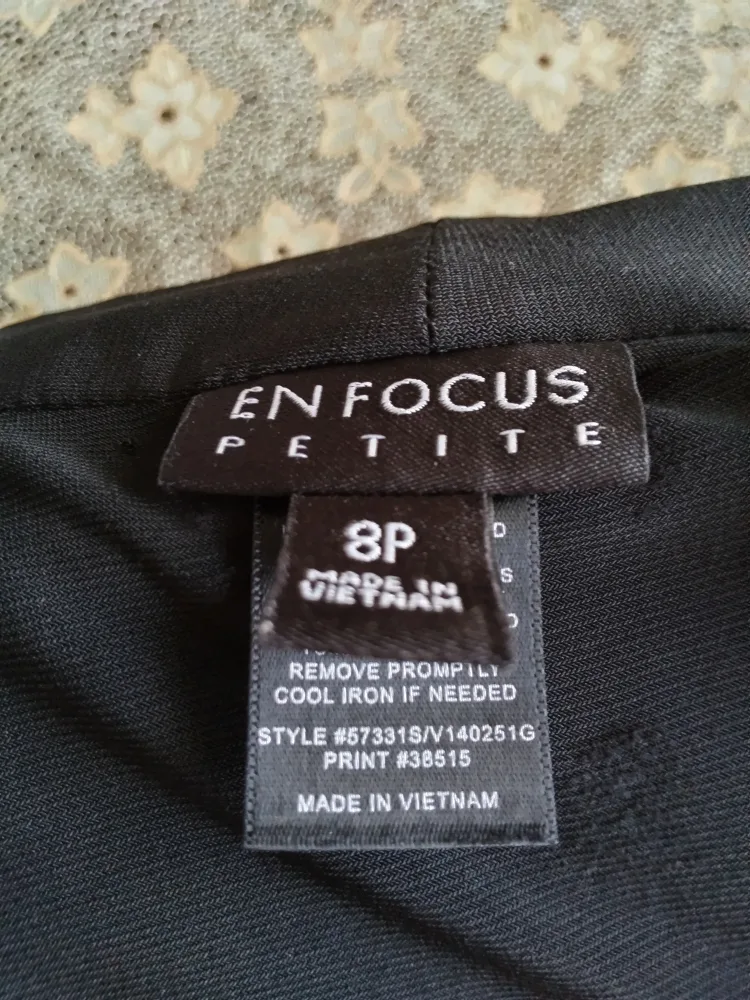 EN FOCUS
PETITE
8P
MADE IN
VIETNAM
REMOVE PROMPTLY
COOL IRON IF NEEDED
STYLE #57331S/V140251G
PRINT #38515
MADE IN VIETNAM